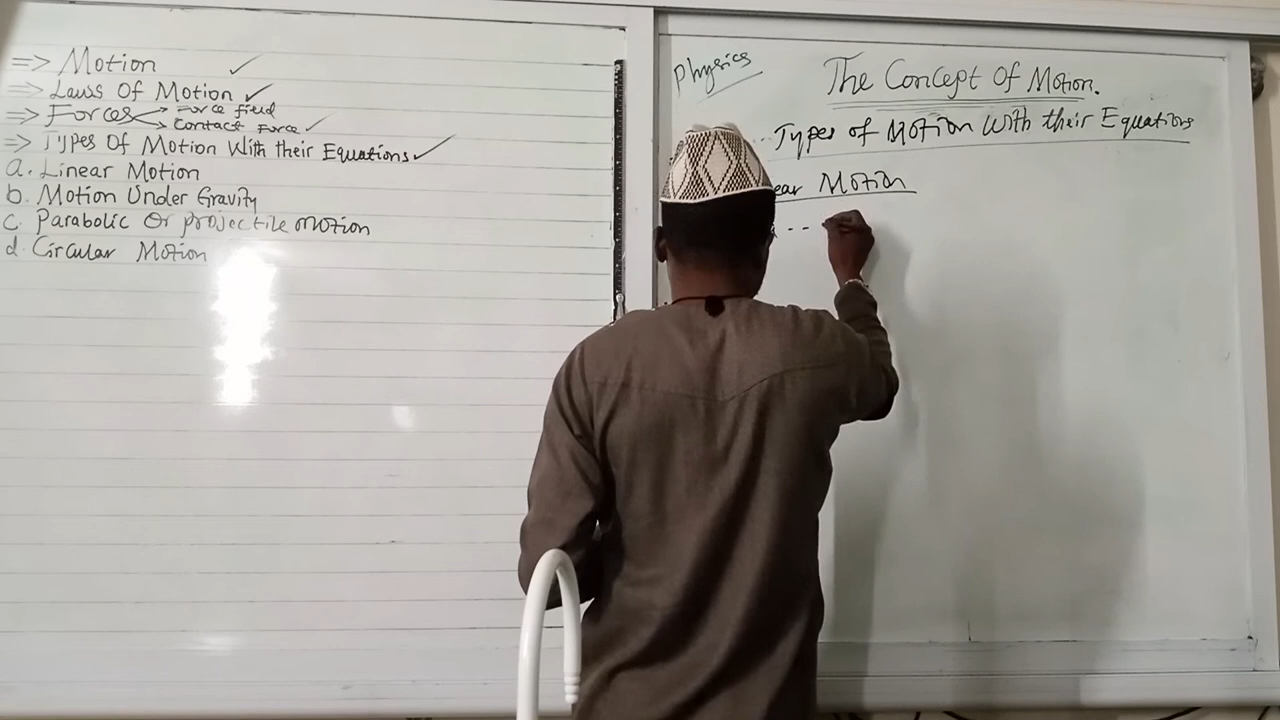 => Motion ✓
=> Laws Of Motion ✓
=> Forces → Force field
→ Contact Force ✓
=> Types Of Motion With their Equations ✓
a. Linear Motion
b. Motion Under Gravity
c. Parabolic Or projectile motion
d. Circular Motion
Physics
The Concept Of Motion.
Types of Motion With their Equations
Motion